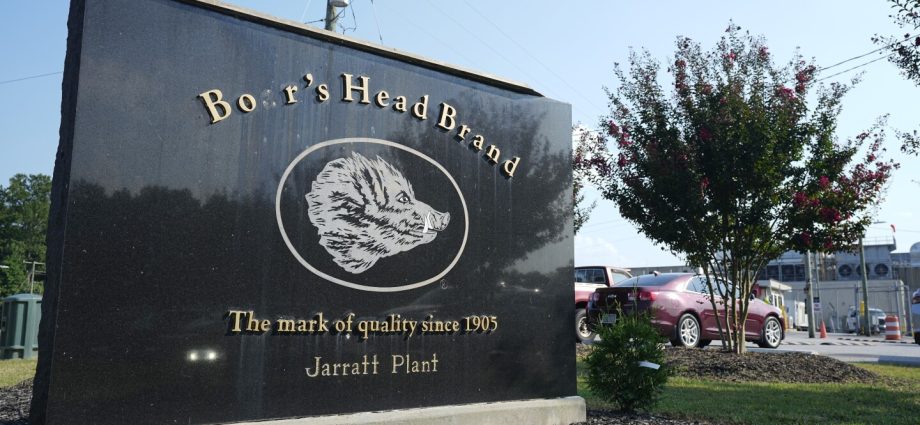 Boar's Head Brand
The mark of quality since 1905
Jarratt Plant